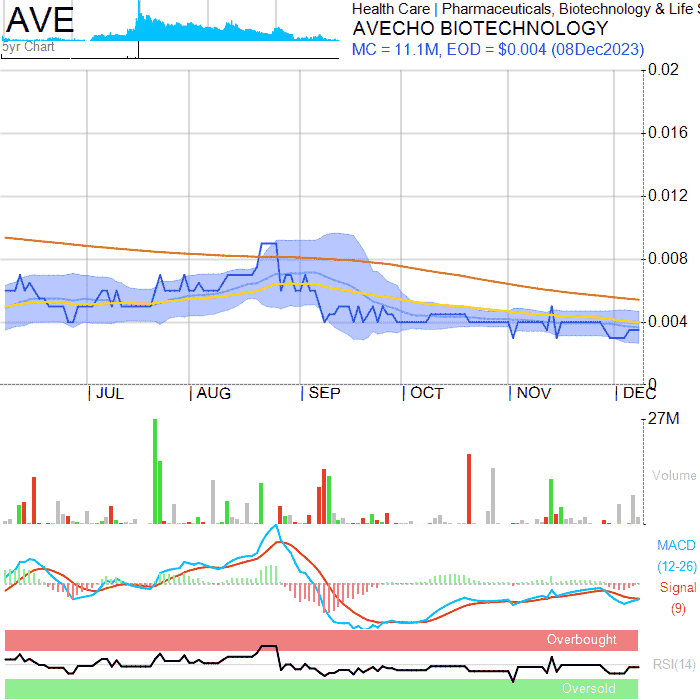 AVE
5yr Chart
Health Care | Pharmaceuticals, Biotechnology & Life S
AVECHO BIOTECHNOLOGY
MC = 11.1M, EOD = $0.004 (08Dec2023)
0.02
0.016
0.012
0.008
0.004
0
| JUL | AUG | SEP | OCT | NOV | DEC
27M
Volume
MACD
(12-26)
Signal
(9)
Overbought
RSI(14)
Oversold